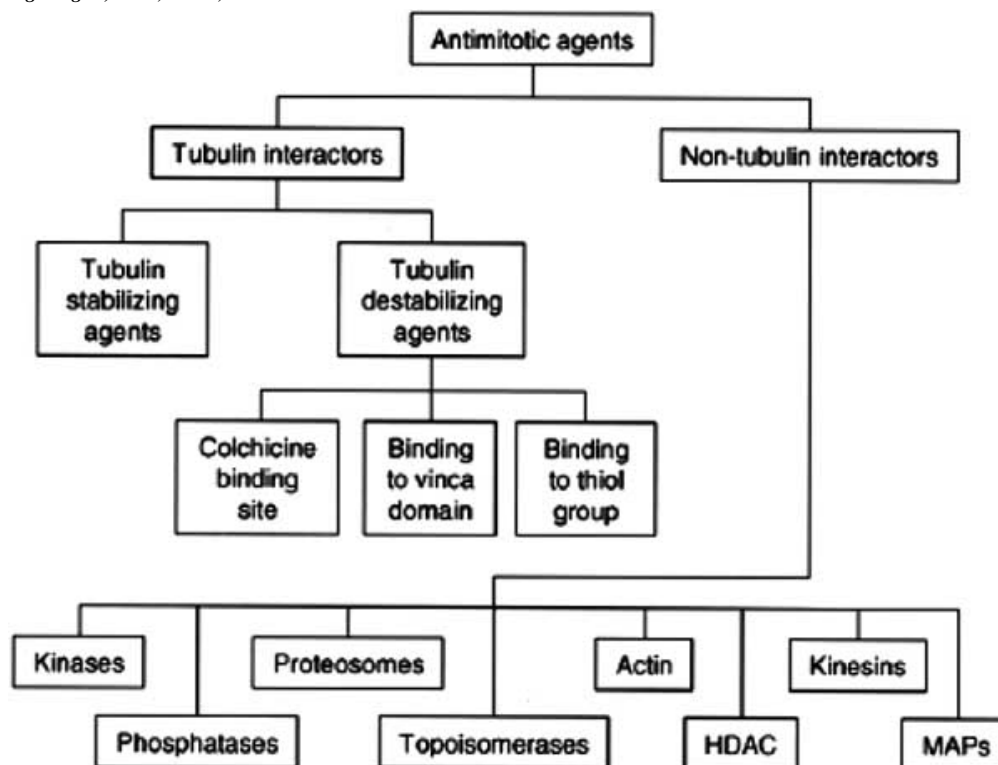 Antimitotic agents
Tubulin interactors
Non-tubulin interactors
Tubulin
stabilizing
agents
Tubulin
destabilizing
agents
Colchicine
binding
site
Binding
to vinca
domain
Binding
to thiol
group
Kinases
Proteosomes
Actin
Kinesins
Phosphatases
Topoisomerases
HDAC
MAPs